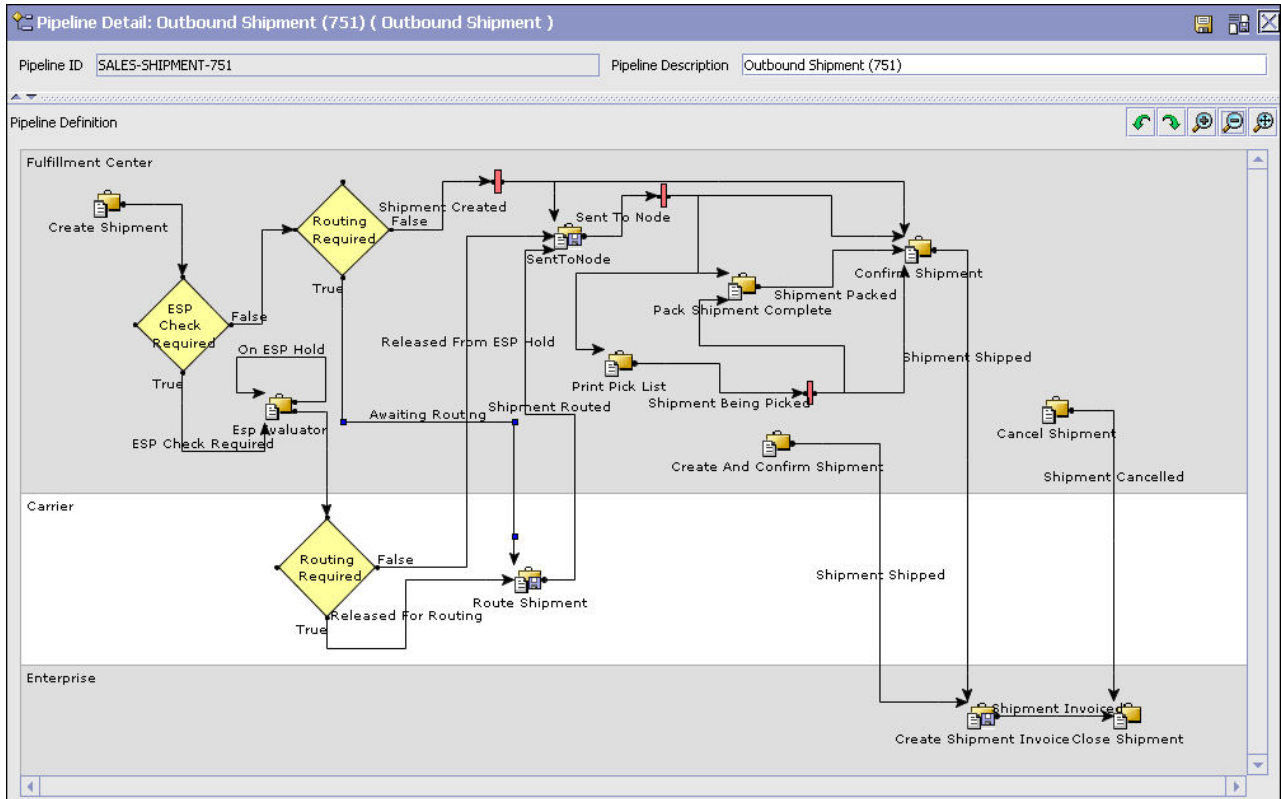 Pipeline Detail: Outbound Shipment (751) ( Outbound Shipment )
Pipeline ID SALES-SHIPMENT-751 Pipeline Description Outbound Shipment (751)
Pipeline Definition
Fulfillment Center
Create Shipment
Routing
Required
False
Shipment Created
True
Sent To Node
SentToNode
Confirm Shipment
Shipment Packed
Pack Shipment Complete
ESP
Check
Required
False
True
On ESP Hold
Esp Evaluator
ESP Check Required
Released From ESP Hold
Shipment Shipped
Print Pick List
Shipment Being Picked
Awaiting Routing
Shipment Routed
Cancel Shipment
Create And Confirm Shipment
Shipment Cancelled
Carrier
Routing
Required
False
True
Released For Routing
Route Shipment
Shipment Shipped
Enterprise
Shipment Invoiced
Create Shipment Invoice
Close Shipment